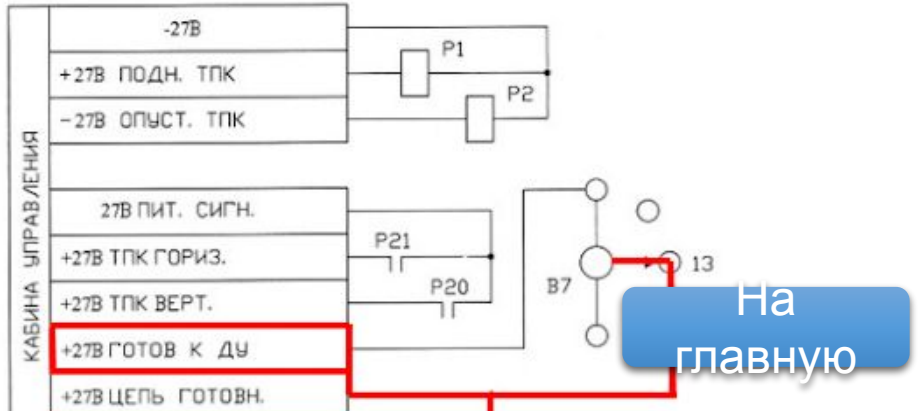 -27В
+27В ПОДН. ТПК
-27В ОПУСТ. ТПК
Р1
Р2
КАБИНА УПРАВЛЕНИЯ
27В ПИТ. СИГН.
+27В ТПК ГОРИЗ.
+27В ТПК ВЕРТ.
+27В ГОТОВ К ДУ
+27В ЦЕПЬ ГОТОВН.
Р21
Р20
В7
13
На
главную